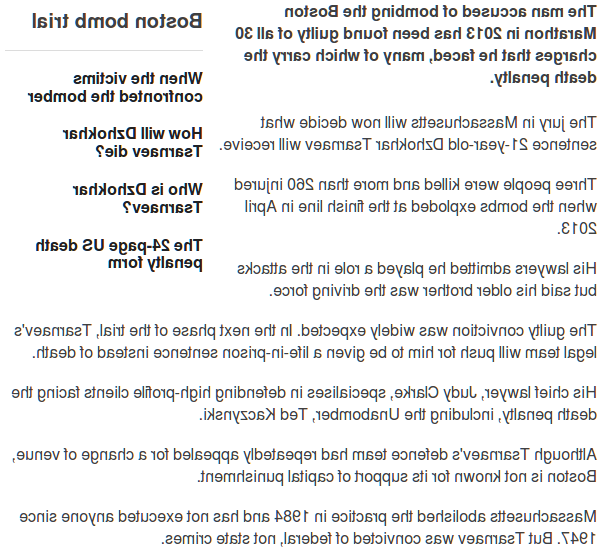 The man accused of bombing the Boston
Marathon in 2013 has been found guilty of all 30
charges that he faced, many of which carry the
death penalty.
The jury in Massachusetts will now decide what
sentence 21-year-old Dzhokhar Tsarnaev will receive.
Three people were killed and more than 260 injured
when the bombs exploded at the finish line in April
2013.
His lawyers admitted he played a role in the attacks
but said his older brother was the driving force.
The guilty conviction was widely expected. In the next phase of the trial, Tsarnaev's
legal team will push for him to be given a life-in-prison sentence instead of death.
His chief lawyer, Judy Clarke, specialises in defending high-profile clients facing the
death penalty, including the Unabomber, Ted Kaczynski.
Although Tsarnaev's defence team had repeatedly appealed for a change of venue,
Boston is not known for its support of capital punishment.
Massachusetts abolished the practice in 1984 and has not executed anyone since
1947. But Tsarnaev was convicted of federal, not state crimes.
Boston bomb trial
When the victims
confronted the bomber
How will Dzhokhar
Tsarnaev die?
Who is Dzhokhar
Tsarnaev?
The 24-page US death
penalty form